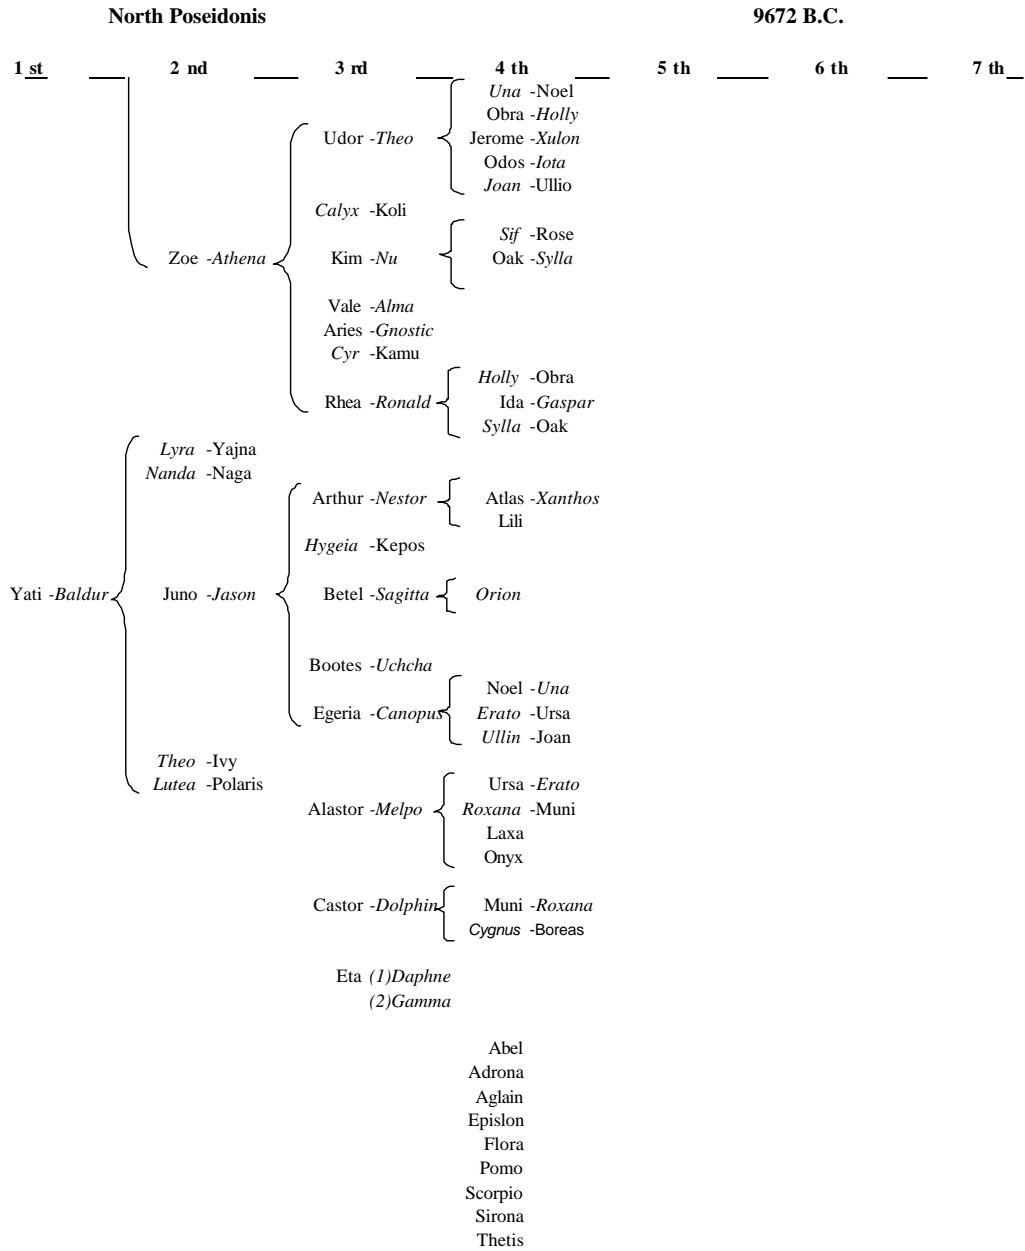 North Poseidonis 9672 B.C.
1 st 2 nd 3 rd 4 th 5 th 6 th 7 th
Una -Noel
Obra -Holly
Udor -Theo Jerome -Xulon
Odos -Iota
Joan -Ullio
Calyx -Koli
Sif -Rose
Zoe -Athena Kim -Nu Oak -Sylla
Vale -Alma
Aries -Gnostic
Cyr -Kamu
Holly -Obra
Rhea -Ronald Ida -Gaspar
Sylla -Oak
Lyra -Yajna
Nanda -Naga
Arthur -Nestor Atlas -Xanthos
Lili
Hygeia -Kepos
Yati -Baldur Juno -Jason Betel -Sagitta Orion
Bootes -Uchcha
Noel -Una
Egeria -Canopus Erato -Ursa
Ullin -Joan
Theo -Ivy
Lutea -Polaris Ursa -Erato
Alastor -Melpo Roxana -Muni
Laxa
Onyx
Castor -Dolphin Muni -Roxana
Cygnus -Boreas
Eta (1)Daphne
(2)Gamma
Abel
Adrona
Aglain
Epislon
Flora
Pomo
Scorpio
Sirona
Thetis